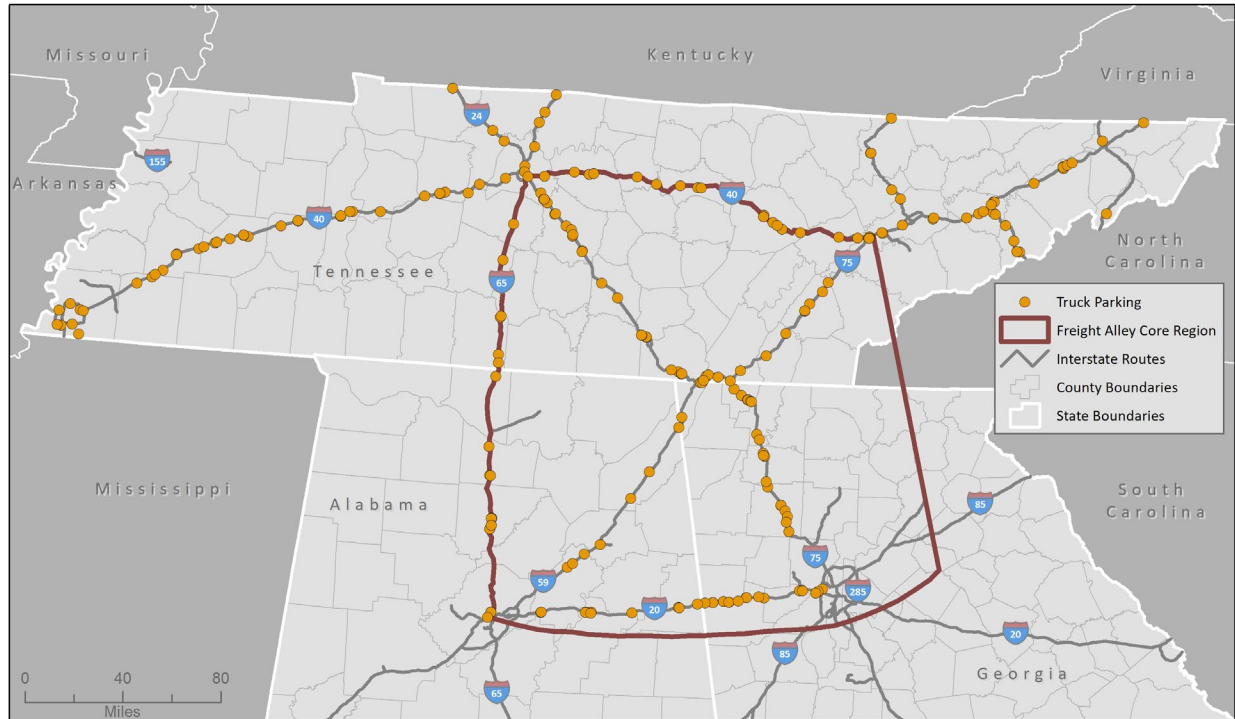 Missouri
Kentucky
Virginia
24
155
Arkansas
40
40
Tennessee
65
75
North
Carolina
Truck Parking
Freight Alley Core Region
Interstate Routes
County Boundaries
State Boundaries
Mississippi
Alabama
South
Carolina
85
75
59
285
20
20
85
Georgia
65
0 40 80
Miles